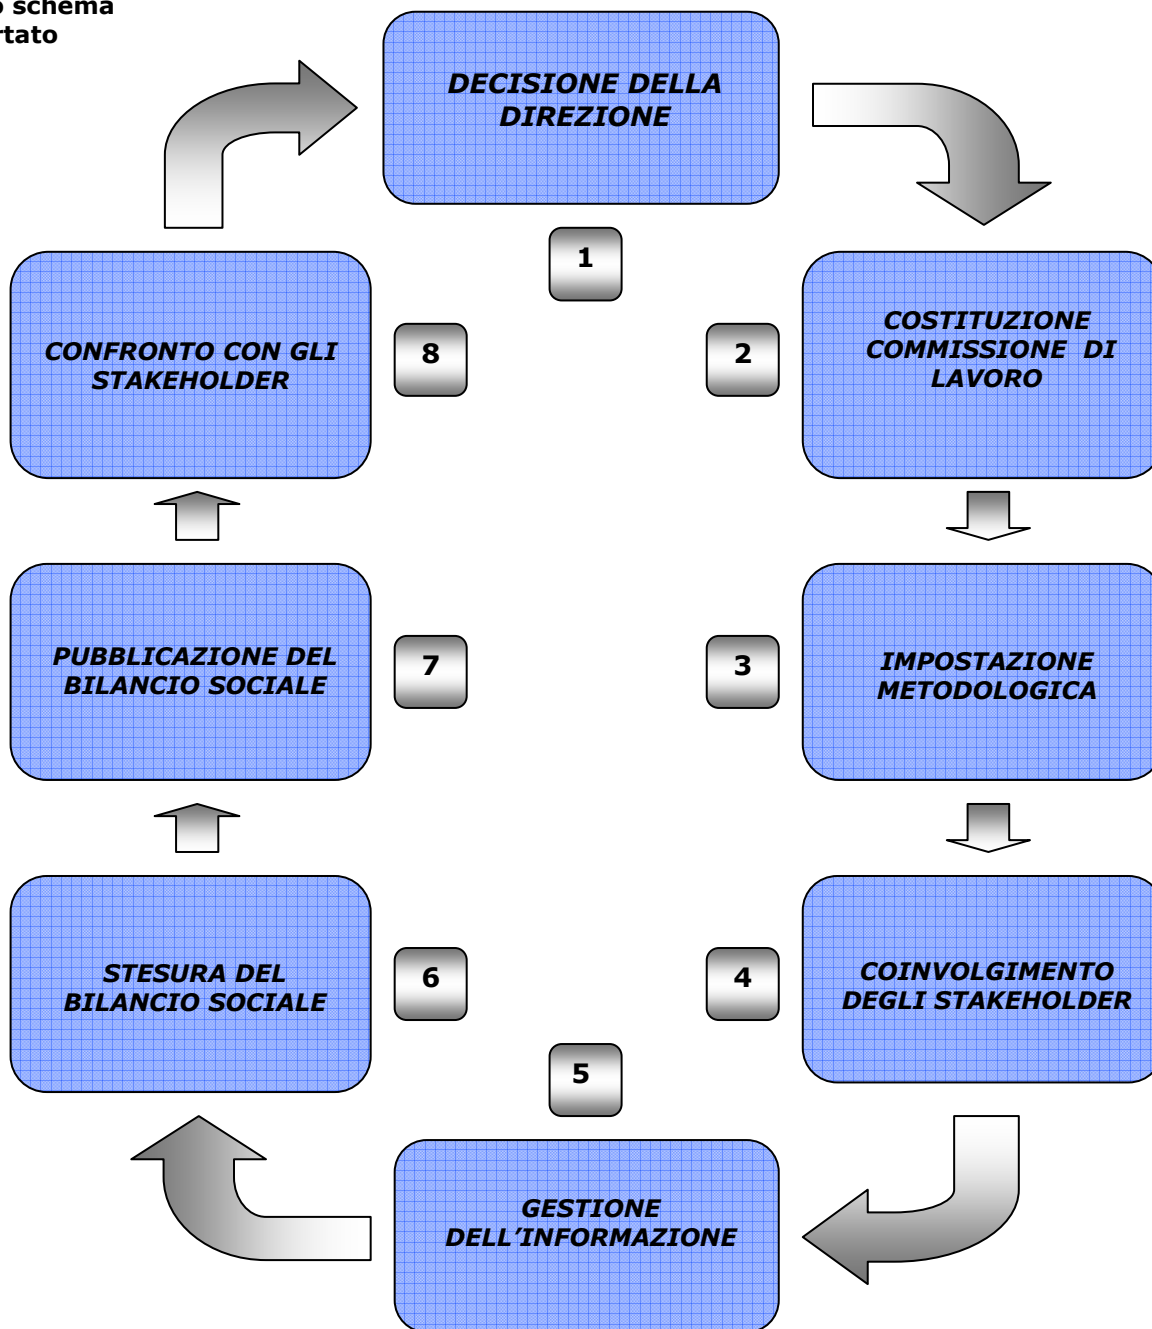 schema
DECISIONE DELLA
DIREZIONE
1
COSTITUZIONE
COMMISSIONE DI
LAVORO
2
IMPOSTAZIONE
METODOLOGICA
3
COINVOLGIMENTO
DEGLI STAKEHOLDER
4
5
GESTIONE
DELL’INFORMAZIONE
STESURA DEL
BILANCIO SOCIALE
6
PUBBLICAZIONE DEL
BILANCIO SOCIALE
7
CONFRONTO CON GLI
STAKEHOLDER
8